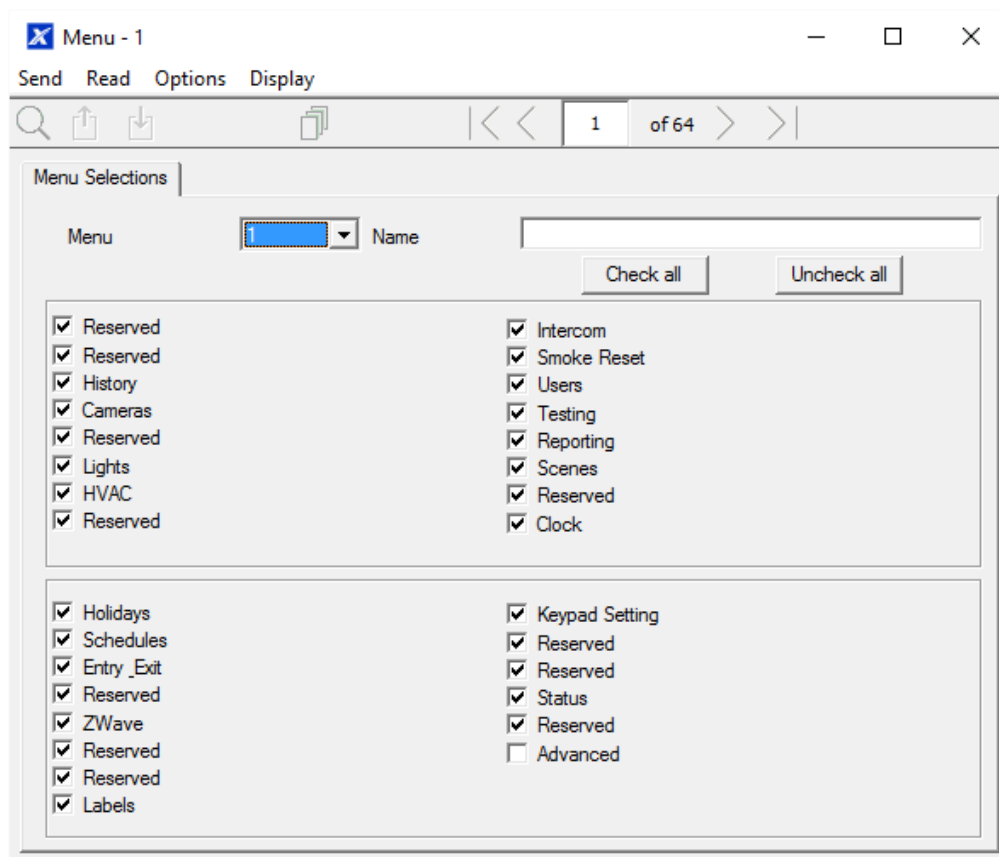 Menu - 1
Send Read Options Display
1 of 64
Menu Selections
Menu 1 Name
Check all Uncheck all
Reserved
Reserved
History
Cameras
Reserved
Lights
HVAC
Reserved
Intercom
Smoke Reset
Users
Testing
Reporting
Scenes
Reserved
Clock
Holidays
Schedules
Entry _Exit
Reserved
ZWave
Reserved
Reserved
Labels
Keypad Setting
Reserved
Reserved
Status
Reserved
Advanced